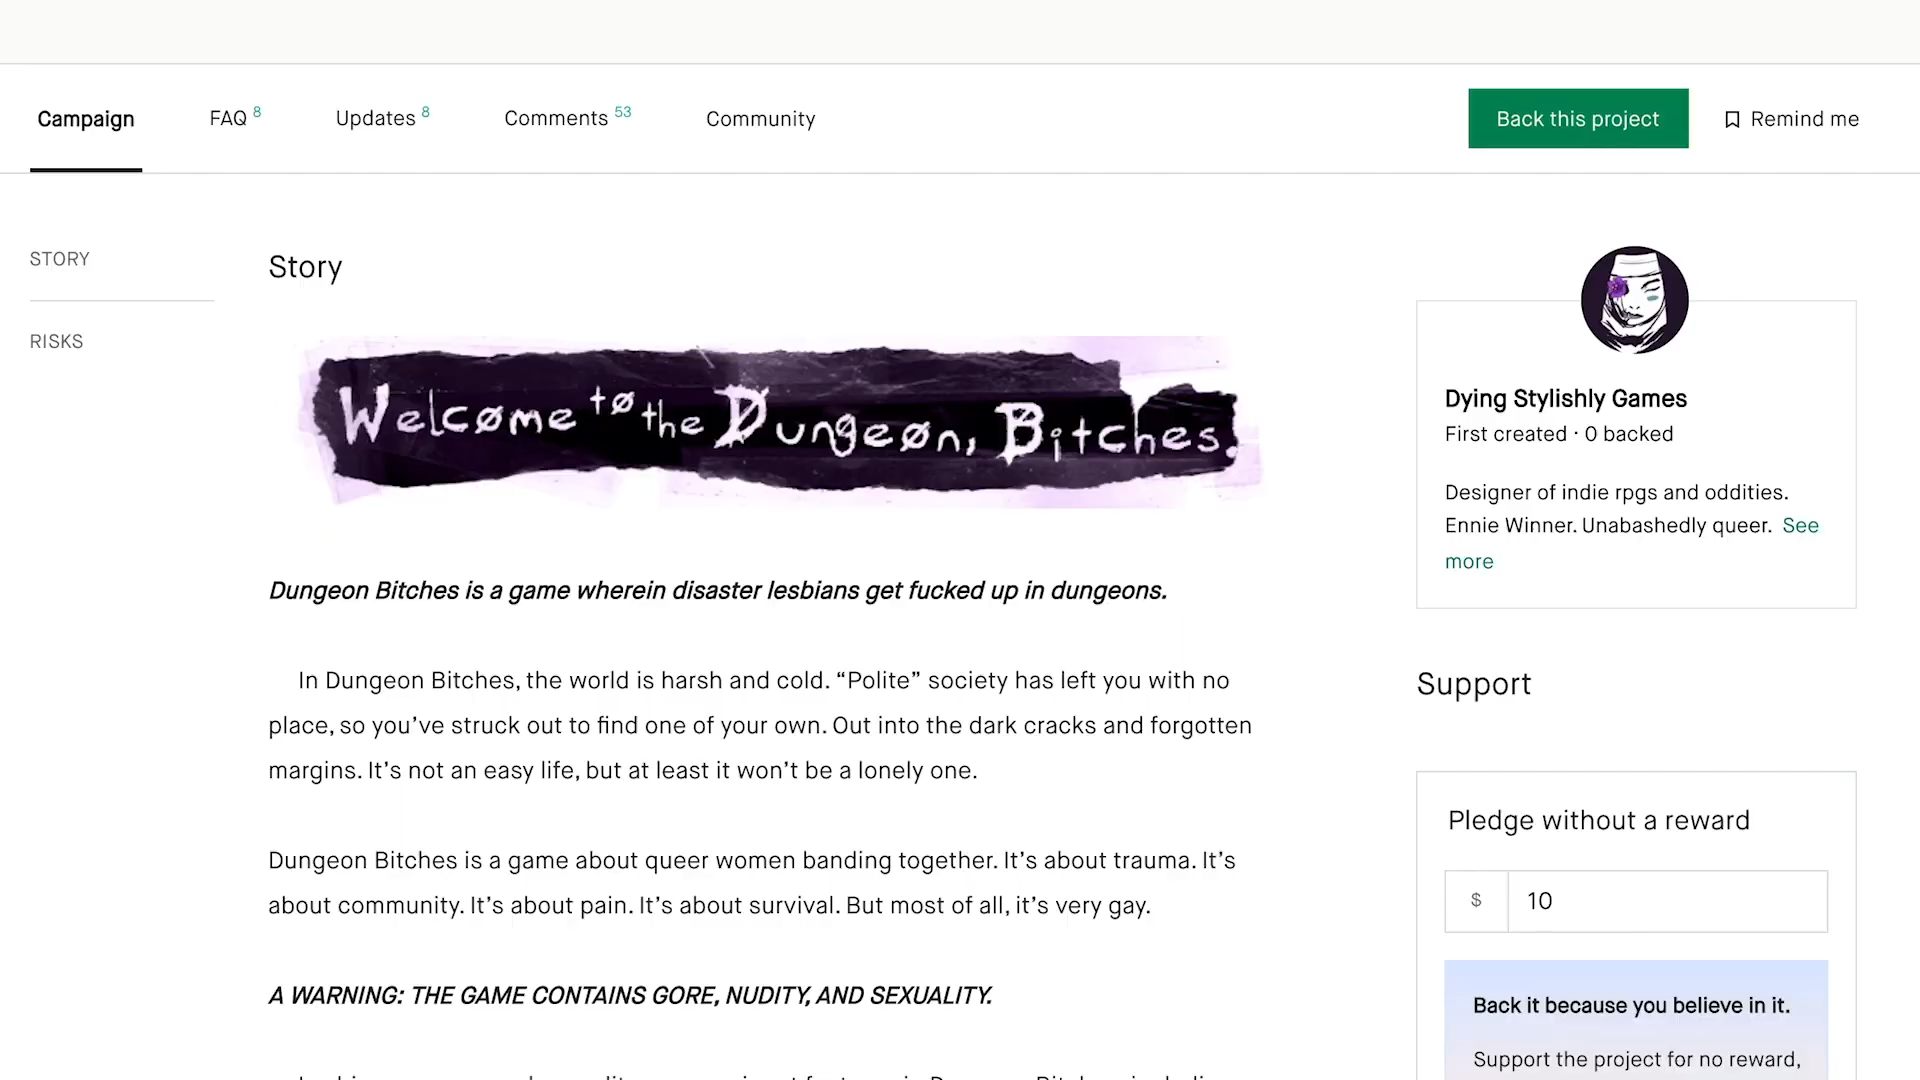 Campaign
FAQ 8
Updates 8
Comments 53
Community
Back this project
Remind me
STORY
RISKS
Story
Welcøme tø the Dungeøn, Bitches.
Dungeon Bitches is a game wherein disaster lesbians get fucked up in dungeons.
In Dungeon Bitches, the world is harsh and cold. “Polite” society has left you with no
place, so you’ve struck out to find one of your own. Out into the dark cracks and forgotten
margins. It’s not an easy life, but at least it won’t be a lonely one.
Dungeon Bitches is a game about queer women banding together. It’s about trauma. It’s
about community. It’s about pain. It’s about survival. But most of all, it’s very gay.
A WARNING: THE GAME CONTAINS GORE, NUDITY, AND SEXUALITY.
Dying Stylishly Games
First created · 0 backed
Designer of indie rpgs and oddities.
Ennie Winner. Unabashedly queer. See
more
Support
Pledge without a reward
$ 10
Back it because you believe in it.
Support the project for no reward,